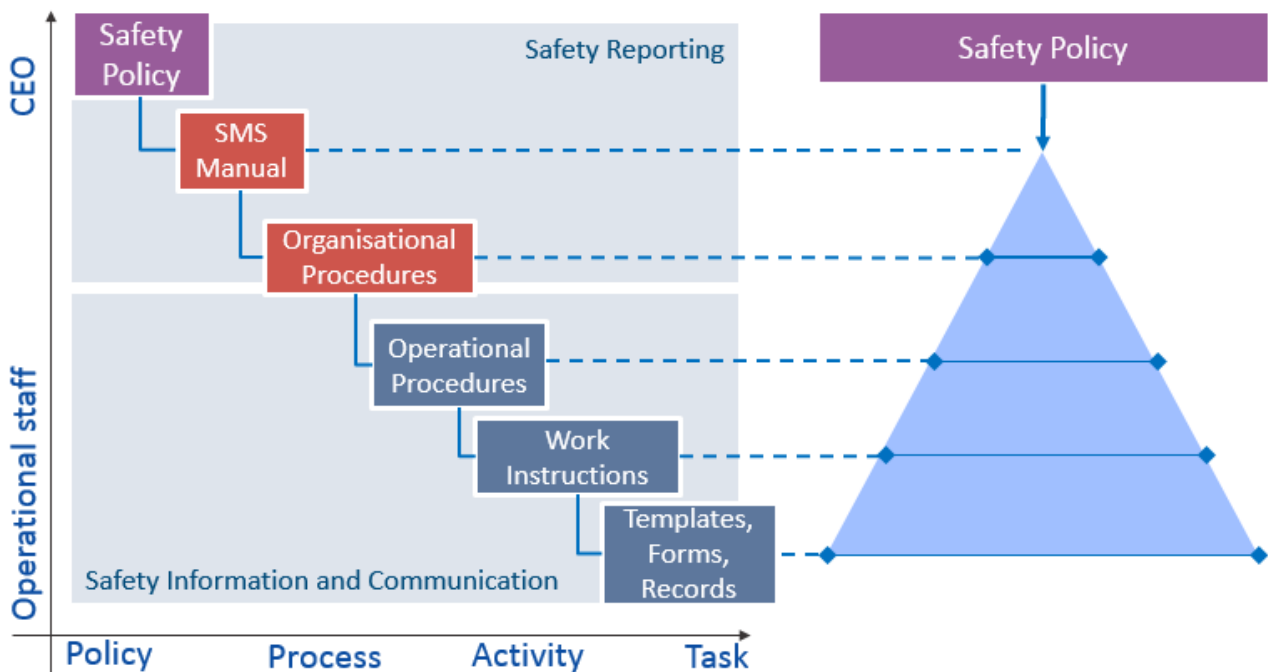 Safety
Policy
Safety Reporting
Safety Policy
CEO
SMS
Manual
Organisational
Procedures
Operational
Procedures
Operational staff
Work
Instructions
Templates,
Forms,
Records
Safety Information and Communication
Policy
Process
Activity
Task